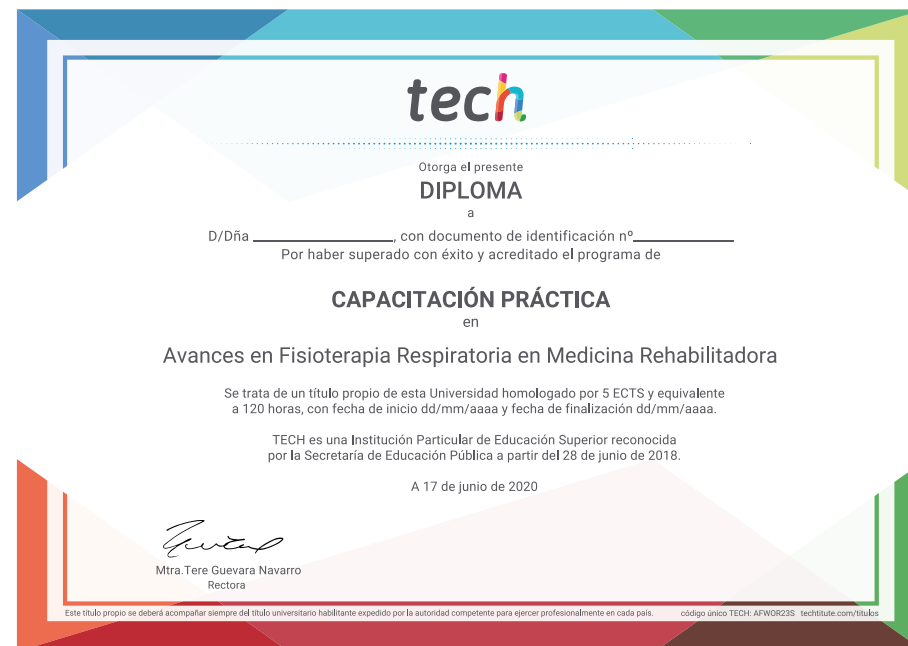 tech
Otorga el presente
DIPLOMA
a
D/Dña ____________, con documento de identificación nº____________
Por haber superado con éxito y acreditado el programa de
CAPACITACIÓN PRÁCTICA
en
Avances en Fisioterapia Respiratoria en Medicina Rehabilitadora
Se trata de un título propio de esta Universidad homologado por 5 ECTS y equivalente
a 120 horas, con fecha de inicio dd/mm/aaaa y fecha de finalización dd/mm/aaaa.
TECH es una Institución Particular de Educación Superior reconocida
por la Secretaría de Educación Pública a partir del 28 de junio de 2018.
A 17 de junio de 2020
Mtra.Tere Guevara Navarro
Rectora
Este título propio se deberá acompañar siempre del título universitario habilitante expedido por la autoridad competente para ejercer profesionalmente en cada país. código único TECH: AFWOR23S techtitute.com/titulos